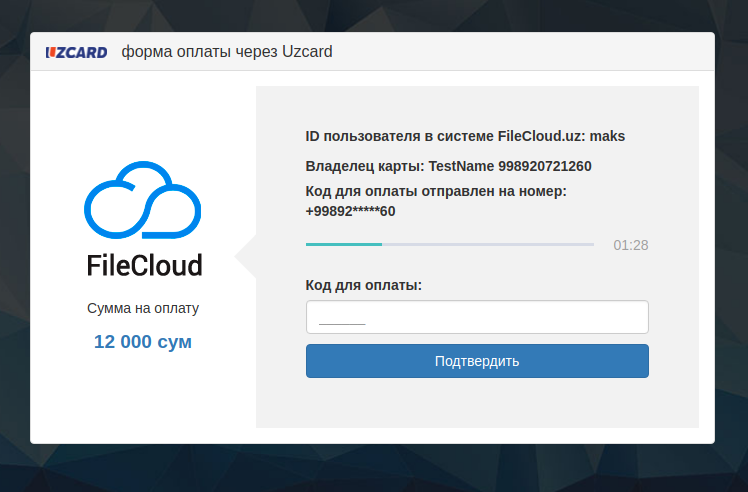 UZCARD форма оплаты через Uzcard
FileCloud
Сумма на оплату
12 000 сум
ID пользователя в системе FileCloud.uz: maks
Владелец карты: TestName 998920721260
Код для оплаты отправлен на номер:
+99892*****60
01:28
Код для оплаты:
______
Подтвердить